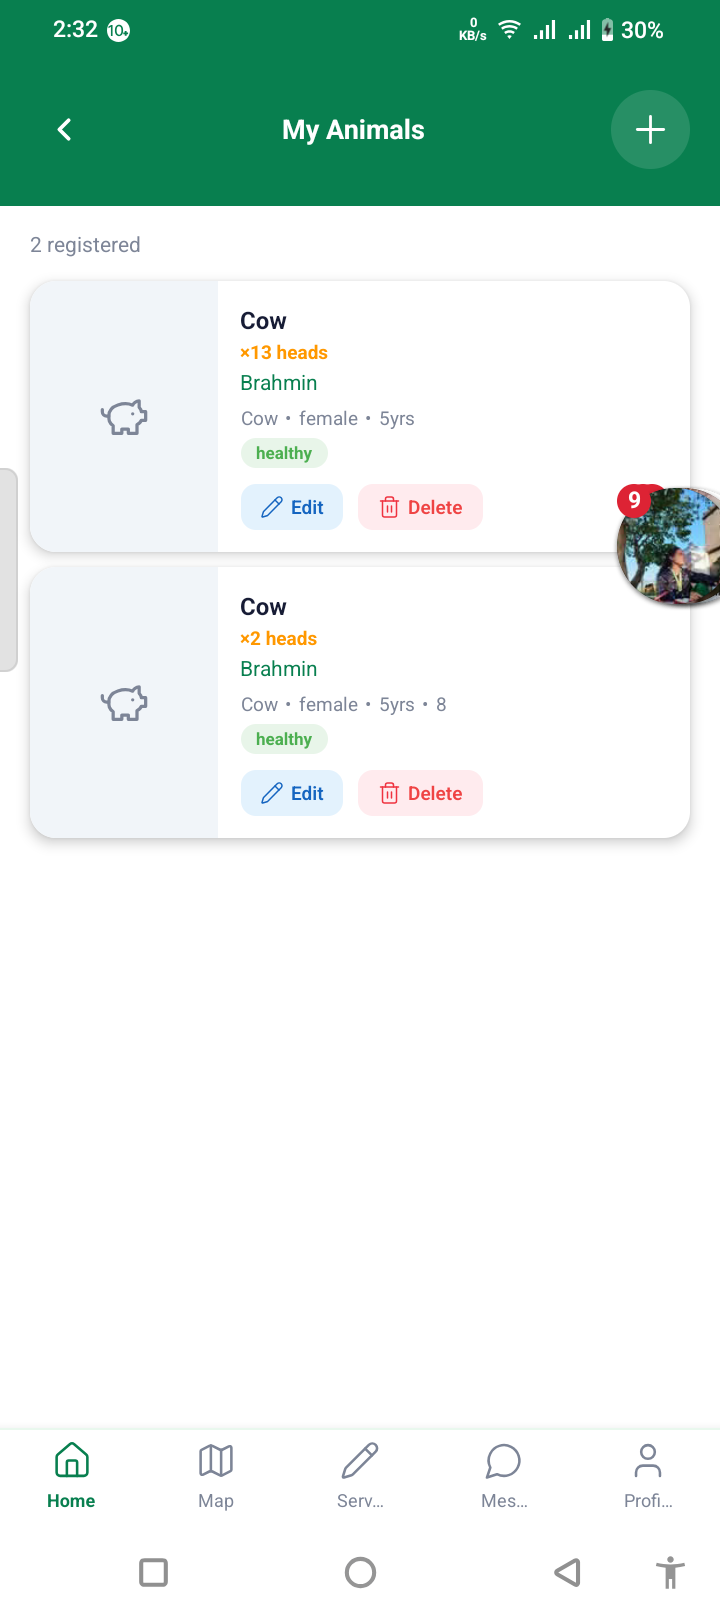 2:32 10
0 KB/s 30%
My Animals
2 registered
Cow
×13 heads
Brahmin
Cow • female • 5yrs
healthy
Edit Delete
9
Cow
×2 heads
Brahmin
Cow • female • 5yrs • 8
healthy
Edit Delete
Home Map Serv... Mes... Profi...